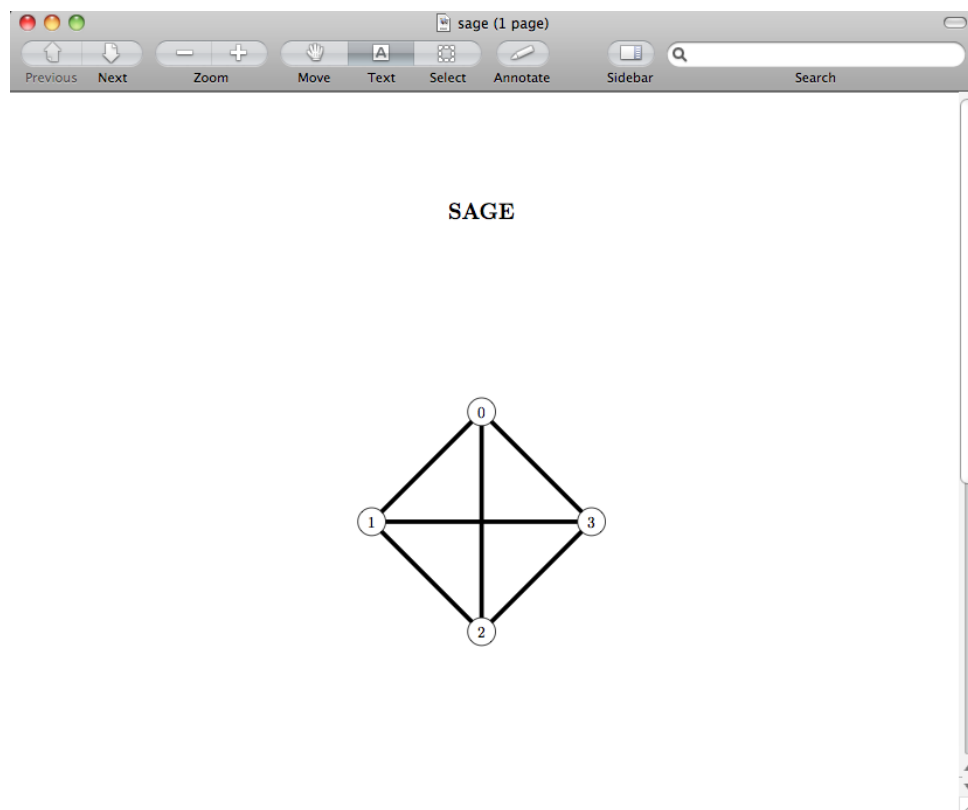 sage (1 page)
Previous Next Zoom Move A Text Select Annotate Sidebar Search
SAGE
0
1 3
2